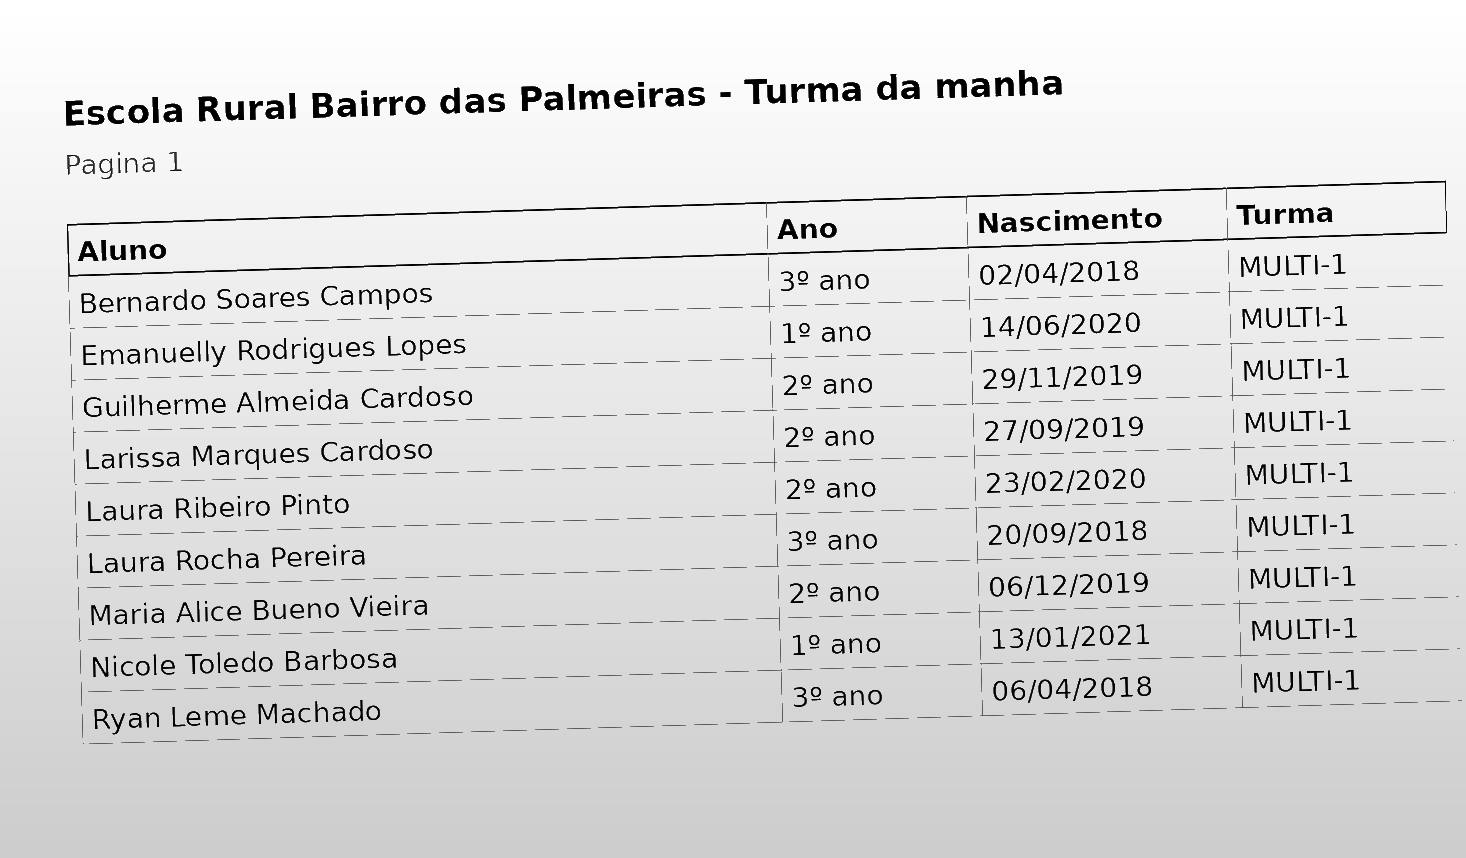 Escola Rural Bairro das Palmeiras - Turma da manha
Pagina 1
Aluno Ano Nascimento Turma
Bernardo Soares Campos 3º ano 02/04/2018 MULTI-1
Emanuelly Rodrigues Lopes 1º ano 14/06/2020 MULTI-1
Guilherme Almeida Cardoso 2º ano 29/11/2019 MULTI-1
Larissa Marques Cardoso 2º ano 27/09/2019 MULTI-1
Laura Ribeiro Pinto 2º ano 23/02/2020 MULTI-1
Laura Rocha Pereira 3º ano 20/09/2018 MULTI-1
Maria Alice Bueno Vieira 2º ano 06/12/2019 MULTI-1
Nicole Toledo Barbosa 1º ano 13/01/2021 MULTI-1
Ryan Leme Machado 3º ano 06/04/2018 MULTI-1